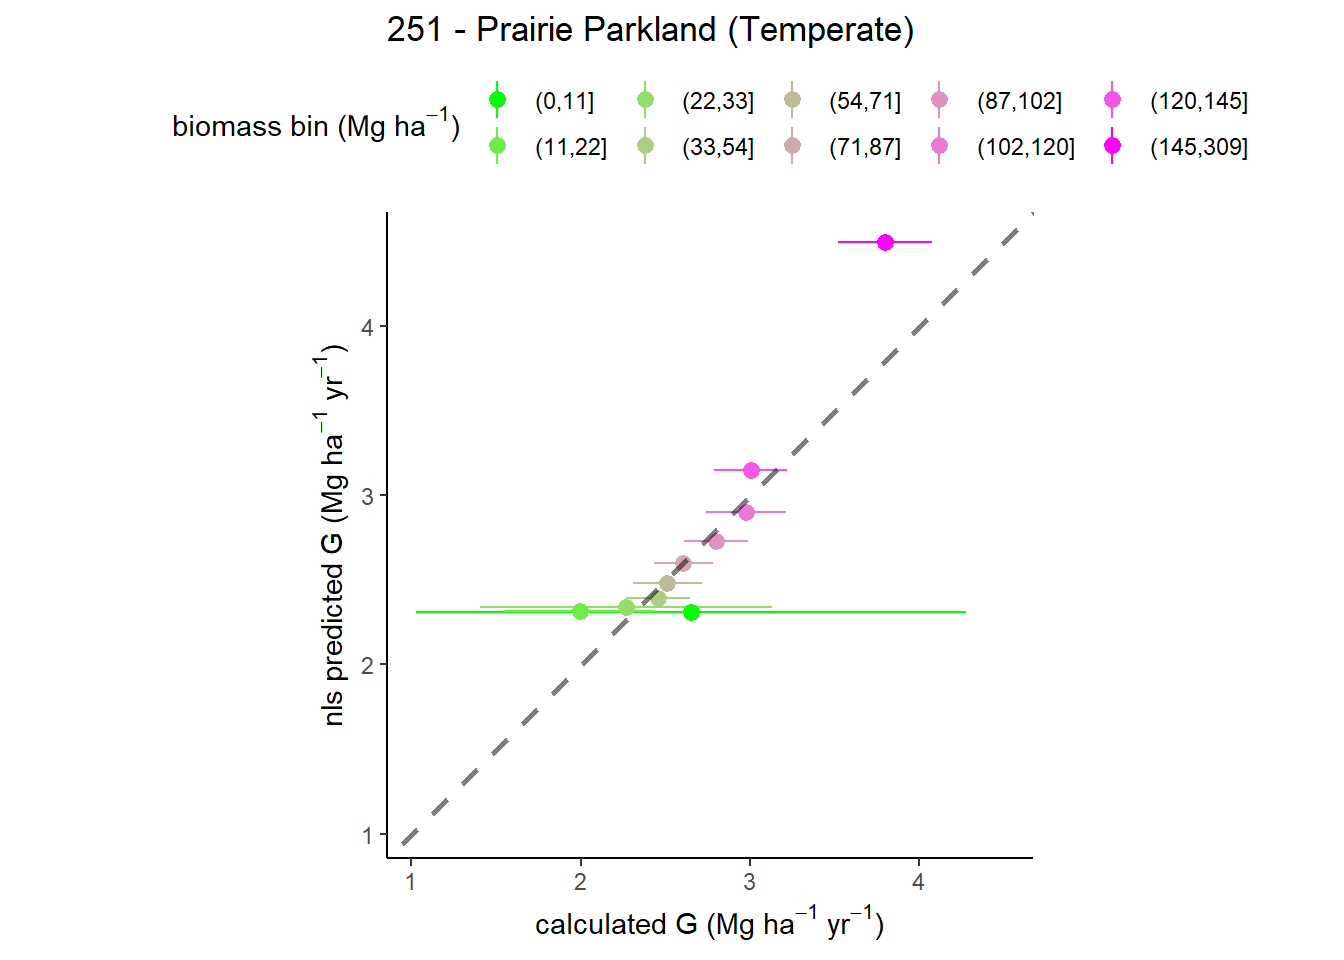 251 - Prairie Parkland (Temperate)
biomass bin (Mg ha⁻¹)
(0,11] (22,33] (54,71] (87,102] (120,145]
(11,22] (33,54] (71,87] (102,120] (145,309]
nls predicted G (Mg ha⁻¹ yr⁻¹)
4
3
2
1
1 2 3 4
calculated G (Mg ha⁻¹ yr⁻¹)